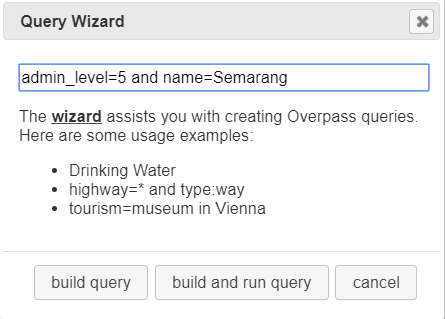 Query Wizard
admin_level=5 and name=Semarang
The wizard assists you with creating Overpass queries.
Here are some usage examples:
• Drinking Water
• highway=* and type:way
• tourism=museum in Vienna
build query build and run query cancel